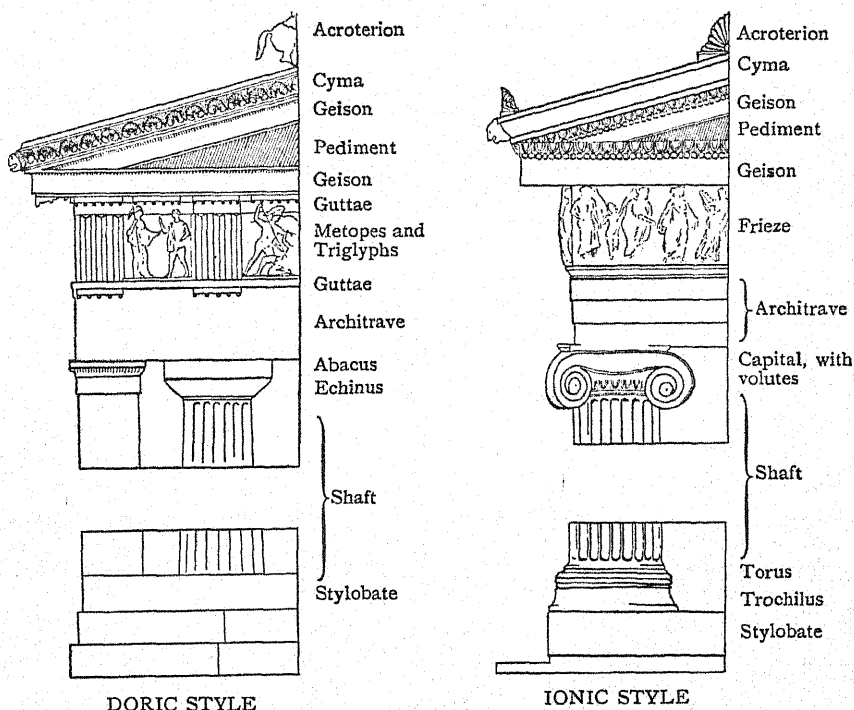 Acroterion
Cyma
Geison
Pediment
Geison
Guttae
Metopes and
Triglyphs
Guttae
Architrave
Abacus
Echinus
Shaft
Stylobate
DORIC STYLE
Acroterion
Cyma
Geison
Pediment
Geison
Frieze
Architrave
Capital, with
volutes
Shaft
Torus
Trochilus
Stylobate
IONIC STYLE